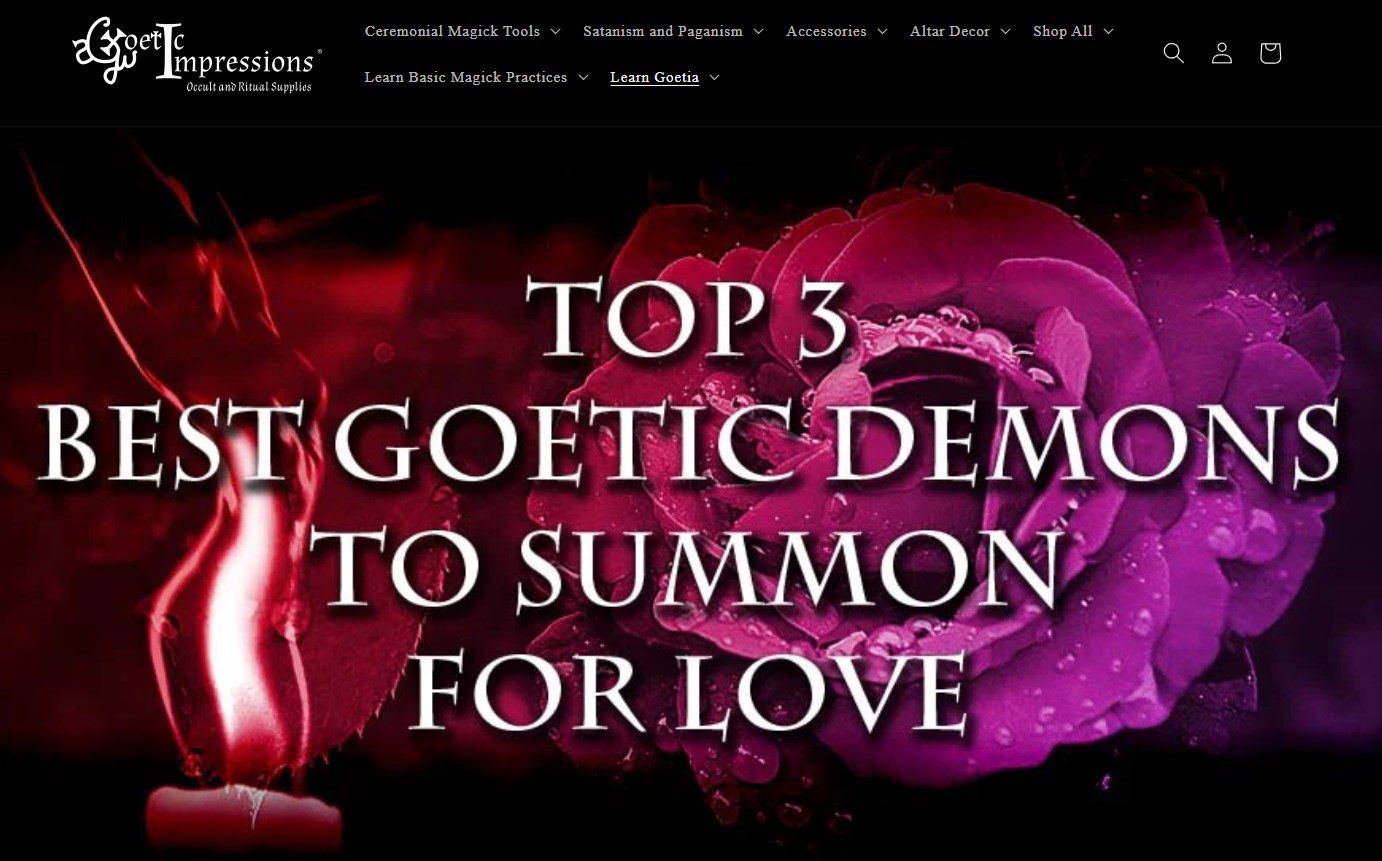 Goetic Impressions®
Occult and Ritual Supplies
Ceremonial Magick Tools
Satanism and Paganism
Accessories
Altar Decor
Shop All
Learn Basic Magick Practices
Learn Goetia
TOP 3
BEST GOETIC DEMONS
TO SUMMON
FOR LOVE